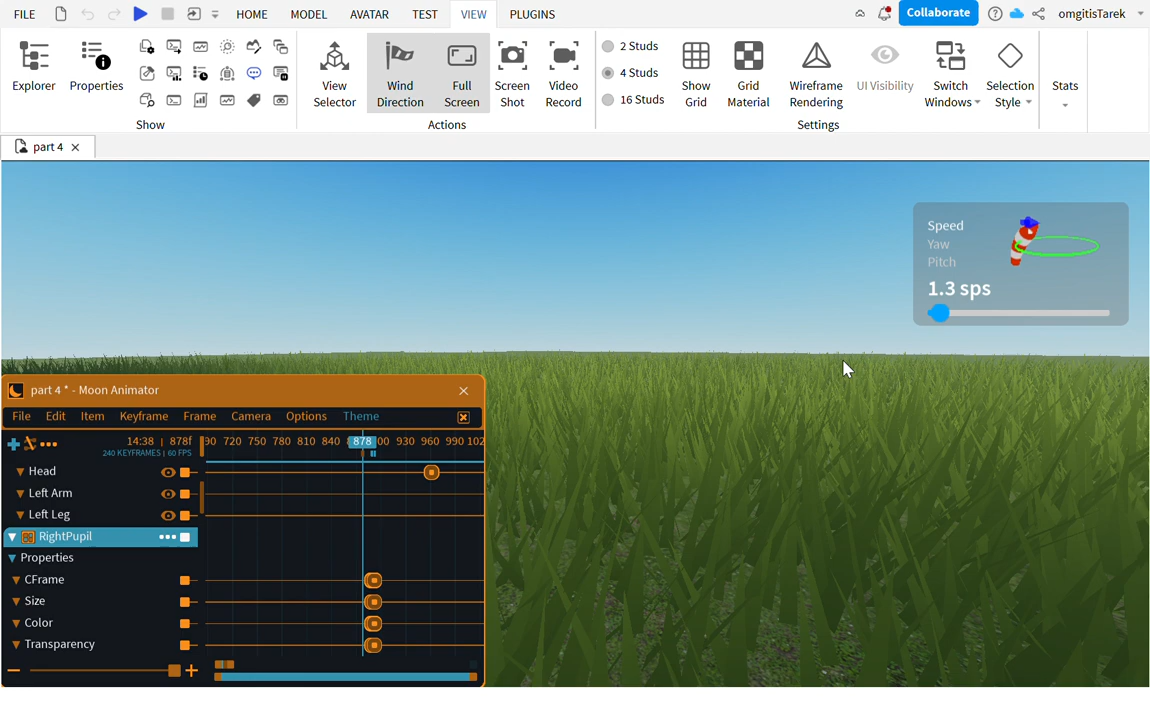 FILE HOME MODEL AVATAR TEST VIEW PLUGINS Collaborate omgitisTarek
Explorer
Properties
Show
View Selector
Wind Direction
Full Screen
Screen Shot
Video Record
Actions
2 Studs
4 Studs
16 Studs
Show Grid
Grid Material
Wireframe Rendering
UI Visibility
Switch Windows
Selection Style
Settings
Stats
part 4
Speed
Yaw
Pitch
1.3 sps
part 4 * - Moon Animator
File Edit Item Keyframe Frame Camera Options Theme
14:38 | 878f
240 KEYFRAMES | 60 FPS
90 720 750 780 810 840 878 00 930 960 990 102
Head
Left Arm
Left Leg
RightPupil
Properties
CFrame
Size
Color
Transparency